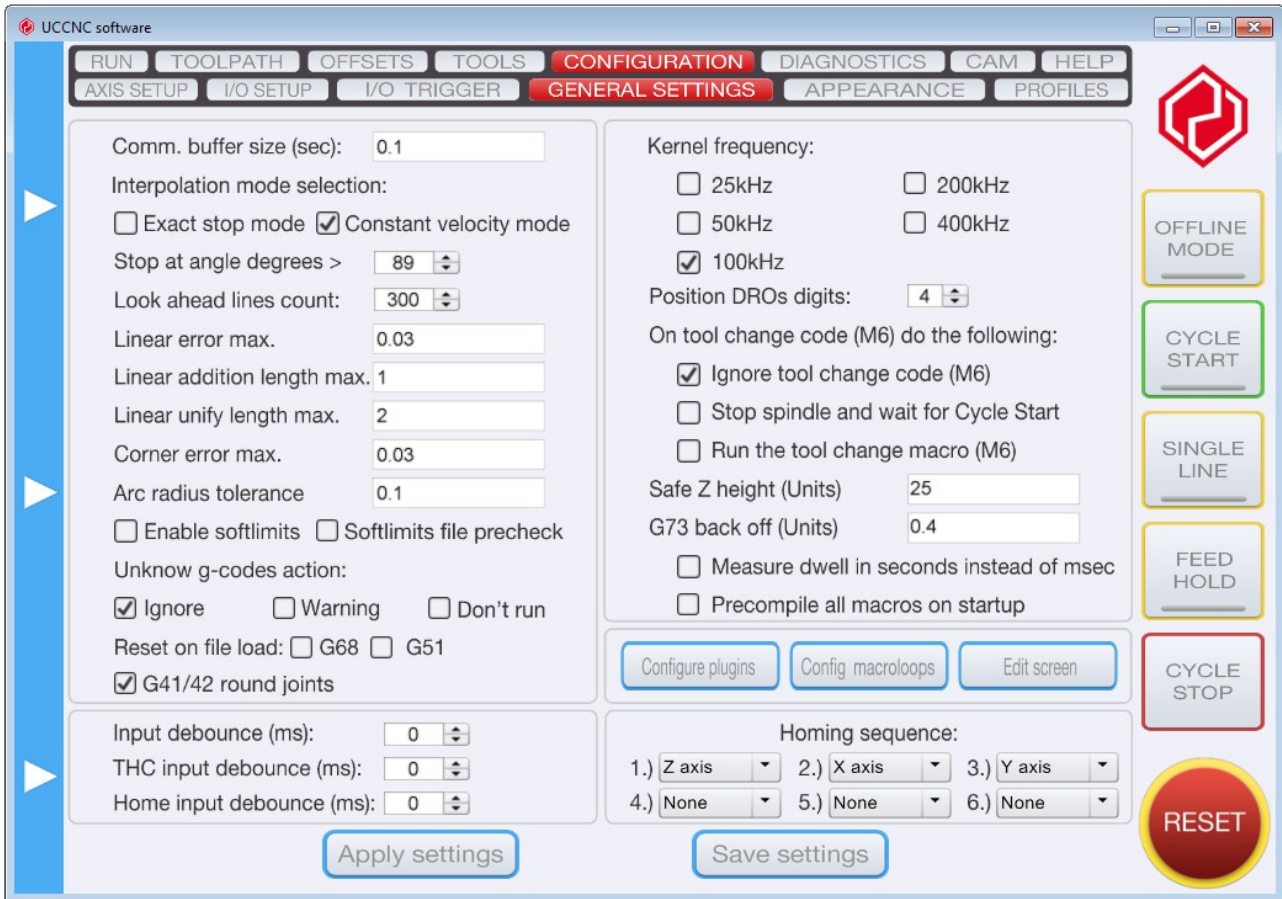 UCCNC software
RUN TOOLPATH OFFSETS TOOLS CONFIGURATION DIAGNOSTICS CAM HELP
AXIS SETUP I/O SETUP I/O TRIGGER GENERAL SETTINGS APPEARANCE PROFILES
Comm. buffer size (sec): 0.1
Interpolation mode selection:
Exact stop mode Constant velocity mode
Stop at angle degrees > 89
Look ahead lines count: 300
Linear error max. 0.03
Linear addition length max. 1
Linear unify length max. 2
Corner error max. 0.03
Arc radius tolerance 0.1
Enable softlimits Softlimits file precheck
Unknow g-codes action:
Ignore Warning Don't run
Reset on file load: G68 G51
G41/42 round joints
Input debounce (ms): 0
THC input debounce (ms): 0
Home input debounce (ms): 0
Apply settings
Kernel frequency:
25kHz 200kHz
50kHz 400kHz
100kHz
Position DROs digits: 4
On tool change code (M6) do the following:
Ignore tool change code (M6)
Stop spindle and wait for Cycle Start
Run the tool change macro (M6)
Safe Z height (Units) 25
G73 back off (Units) 0.4
Measure dwell in seconds instead of msec
Precompile all macros on startup
Configure plugins Config macroloops Edit screen
Homing sequence:
1.) Z axis 2.) X axis 3.) Y axis
4.) None 5.) None 6.) None
Save settings
OFFLINE
MODE
CYCLE
START
SINGLE
LINE
FEED
HOLD
CYCLE
STOP
RESET